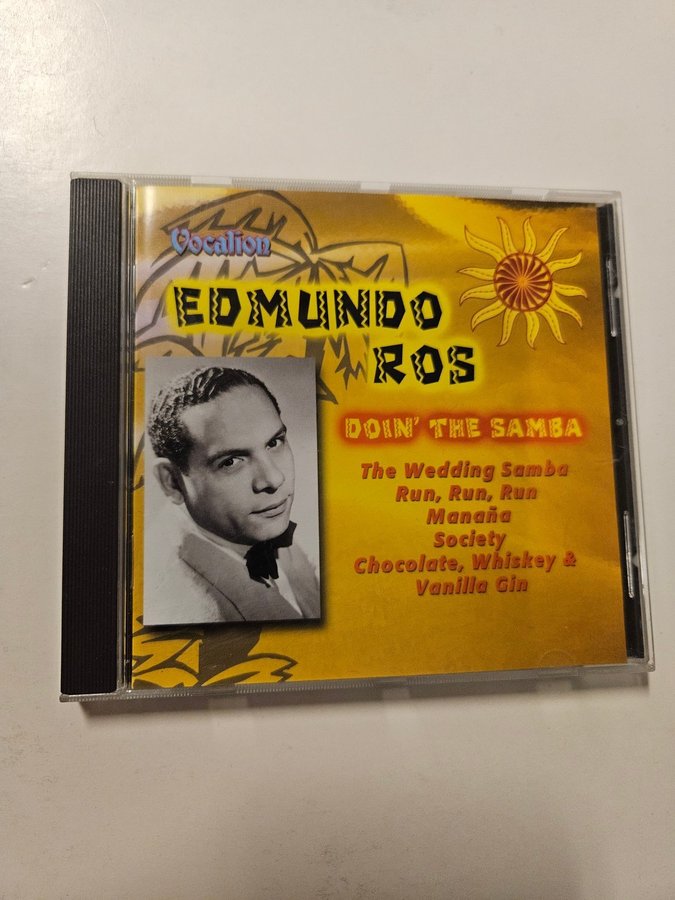 Vocalion
EDMUNDO
ROS
DOIN' THE SAMBA
The Wedding Samba
Run, Run, Run
Manaña
Society
Chocolate, Whiskey &
Vanilla Gin